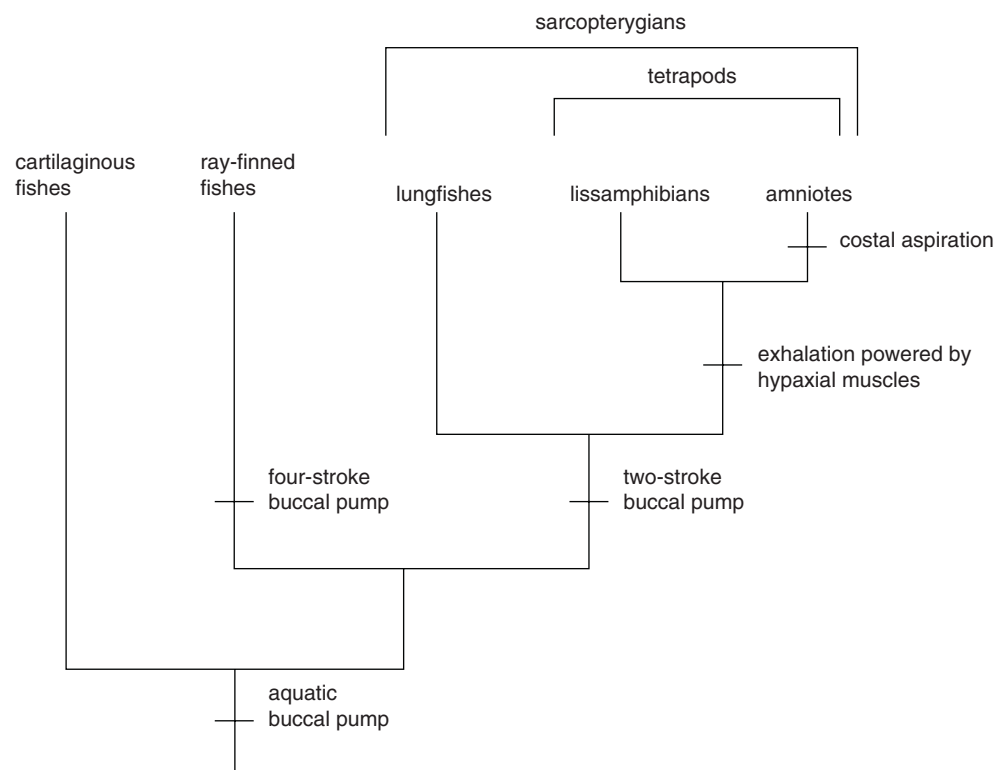 sarcopterygians
tetrapods
cartilaginous
fishes
ray-finned
fishes
lungfishes
lissamphibians
amniotes
costal aspiration
exhalation powered by
hypaxial muscles
four-stroke
buccal pump
two-stroke
buccal pump
aquatic
buccal pump